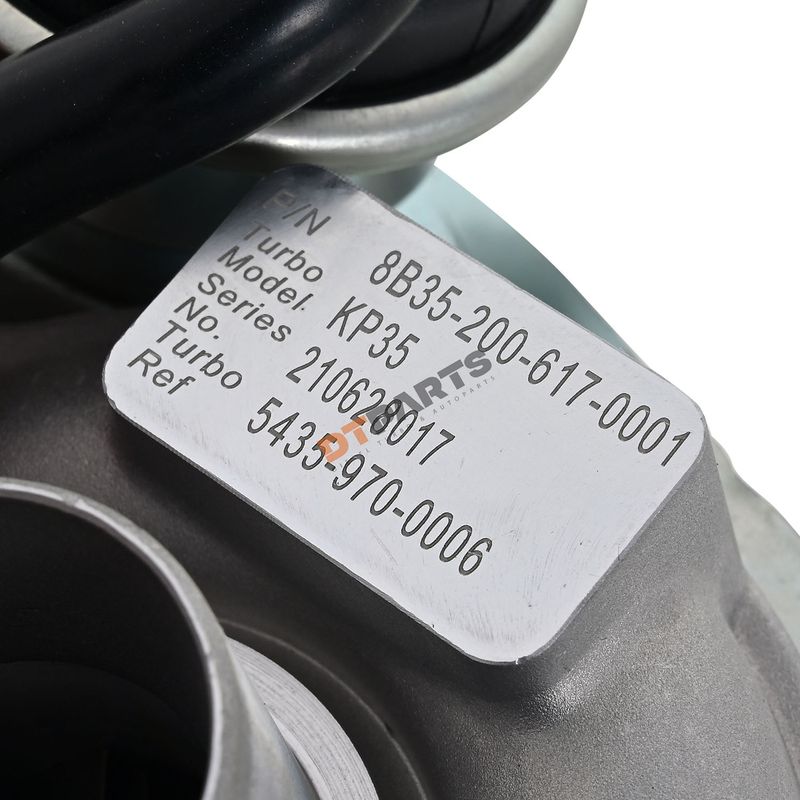 P/N 8B35-200-617-0001
Turbo
Model. KP35
Series
No. 210628017
Turbo
Ref 5435-970-0006
DTPARTS